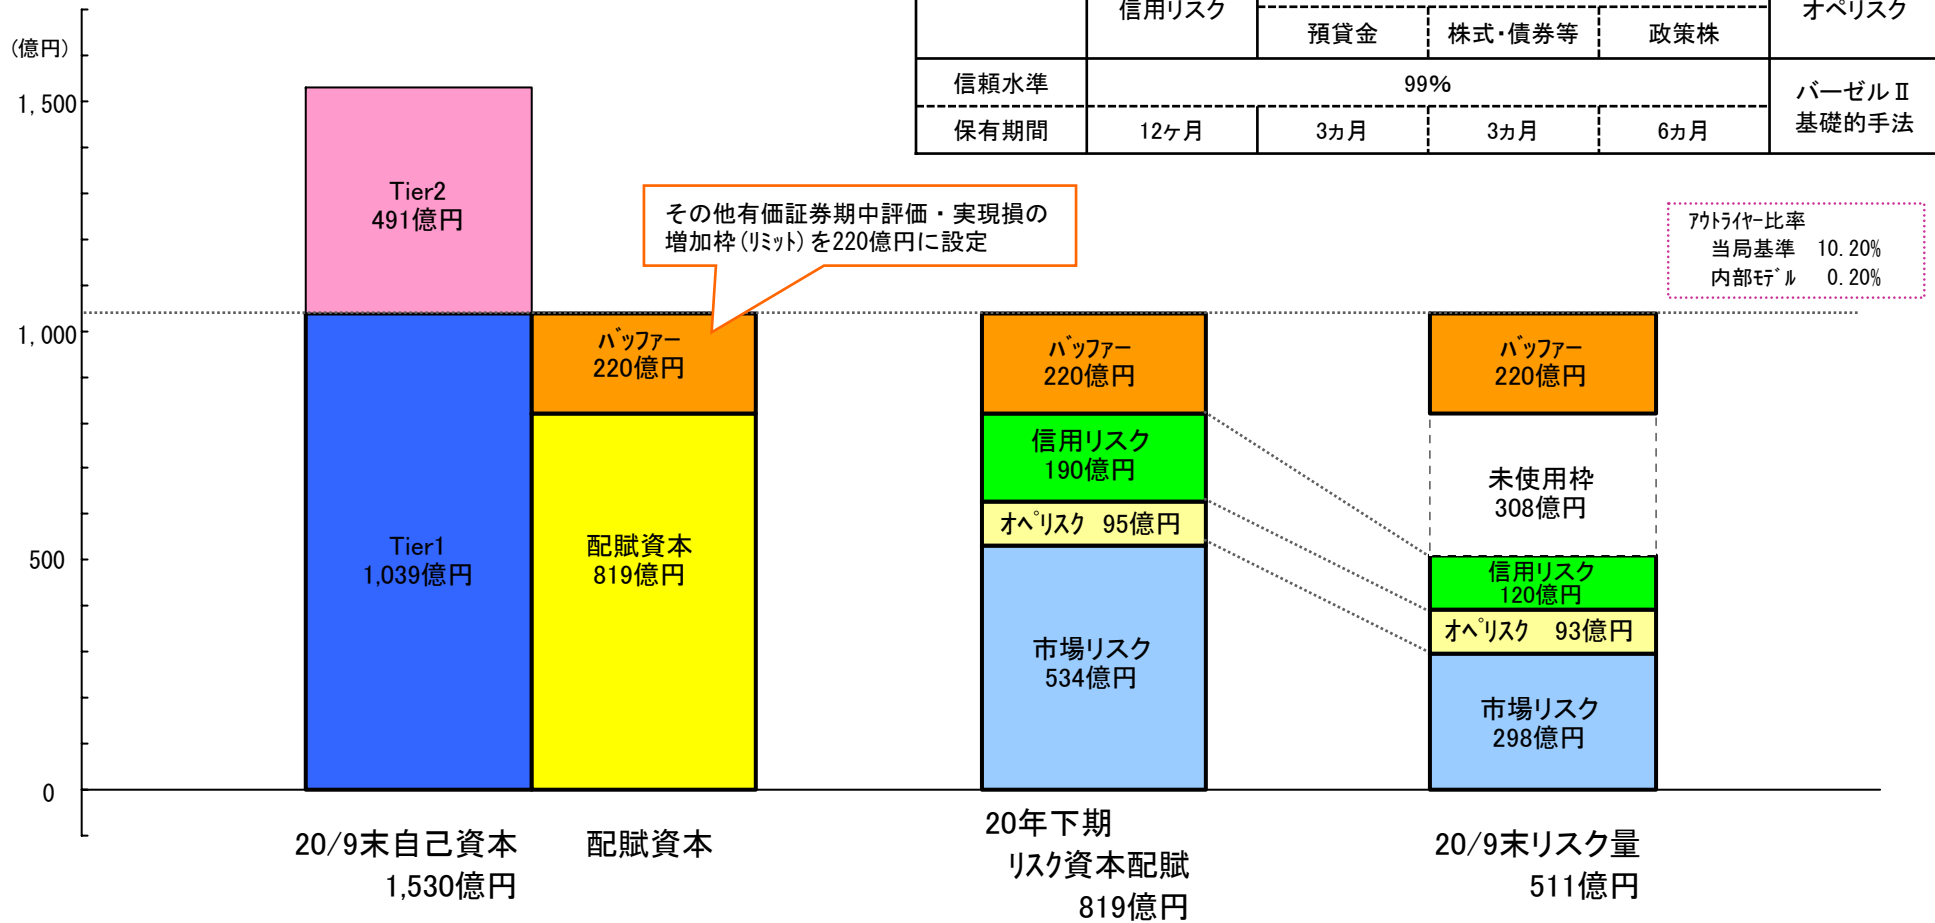 信用リスク
オペリスク
預貸金
株式・債券等
政策株
信頼水準
99%
バーゼルⅡ
基礎的手法
保有期間
12ヶ月
3ヵ月
3ヵ月
6ヵ月
(億円)
1,500
1,000
500
0
Tier2
491億円
Tier1
1,039億円
その他有価証券期中評価・実現損の
増加枠(ﾘﾐｯﾄ)を220億円に設定
ﾊﾞｯﾌｧｰ
220億円
配賦資本
819億円
ｱｳﾄﾗｲﾔｰ比率
当局基準 10.20%
内部ﾓﾃﾞﾙ 0.20%
ﾊﾞｯﾌｧｰ
220億円
信用リスク
190億円
ｵﾍﾟﾘｽｸ 95億円
市場リスク
534億円
ﾊﾞｯﾌｧｰ
220億円
未使用枠
308億円
信用リスク
120億円
ｵﾍﾟﾘｽｸ 93億円
市場リスク
298億円
20/9末自己資本
1,530億円
配賦資本
20年下期
ﾘｽｸ資本配賦
819億円
20/9末リスク量
511億円